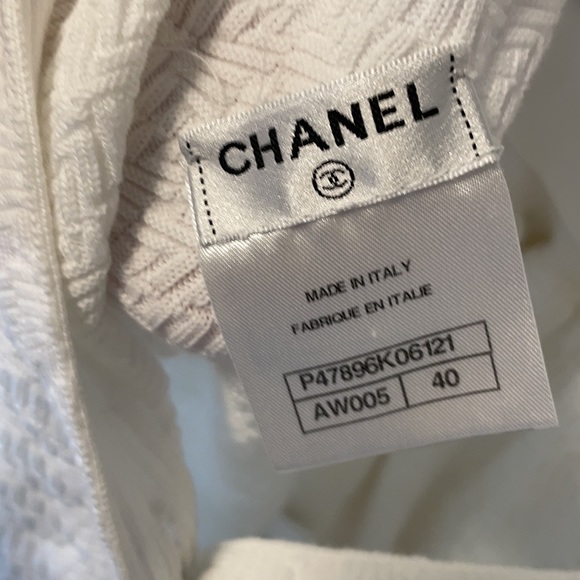 CHANEL
MADE IN ITALY
FABRIQUE EN ITALIE
P47896K06121
AW005 40